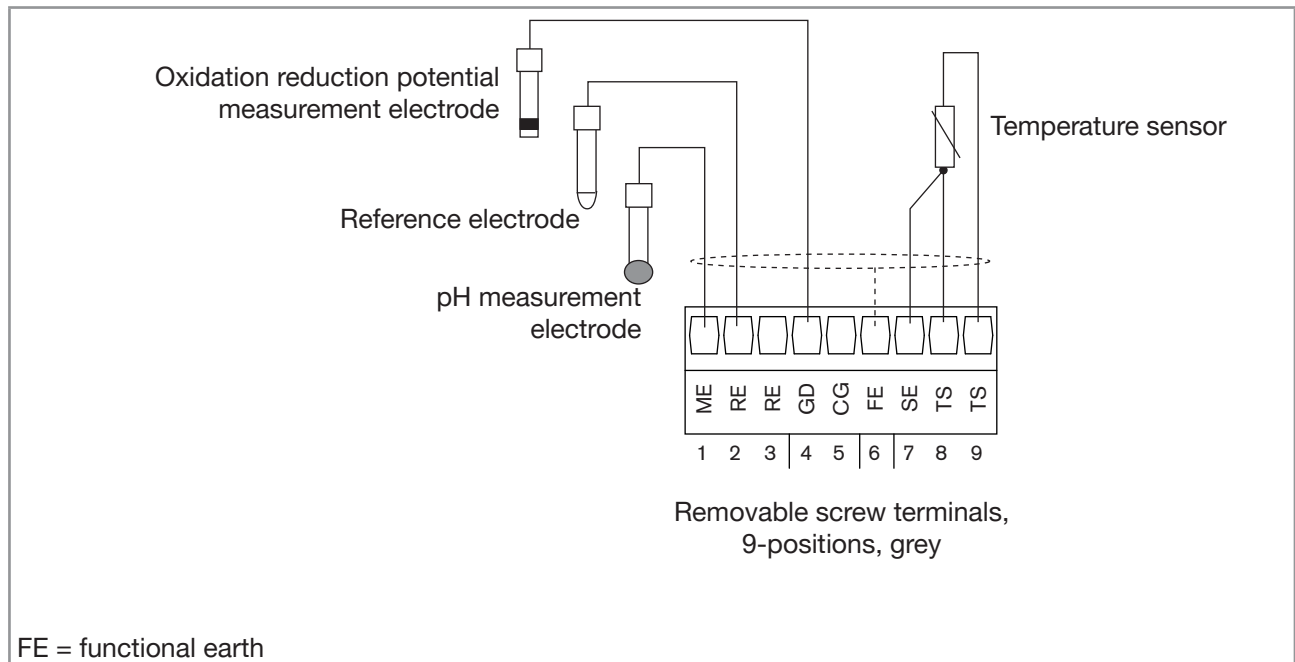 Oxidation reduction potential
measurement electrode
Temperature sensor
Reference electrode
pH measurement
electrode
ME RE RE GD CG FE SE TS TS
1 2 3 4 5 6 7 8 9
Removable screw terminals,
9-positions, grey
FE = functional earth